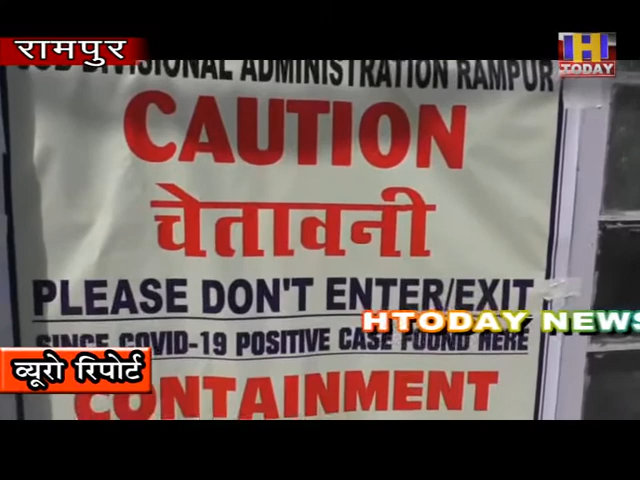 रामपुर
H
TODAY
SUB DIVISIONAL ADMINISTRATION RAMPUR
CAUTION
चेतावनी
PLEASE DON'T ENTER/EXIT
HTODAY NEWS
SINCE COVID-19 POSITIVE CASE FOUND HERE
व्यूरो रिपोर्ट
CONTAINMENT